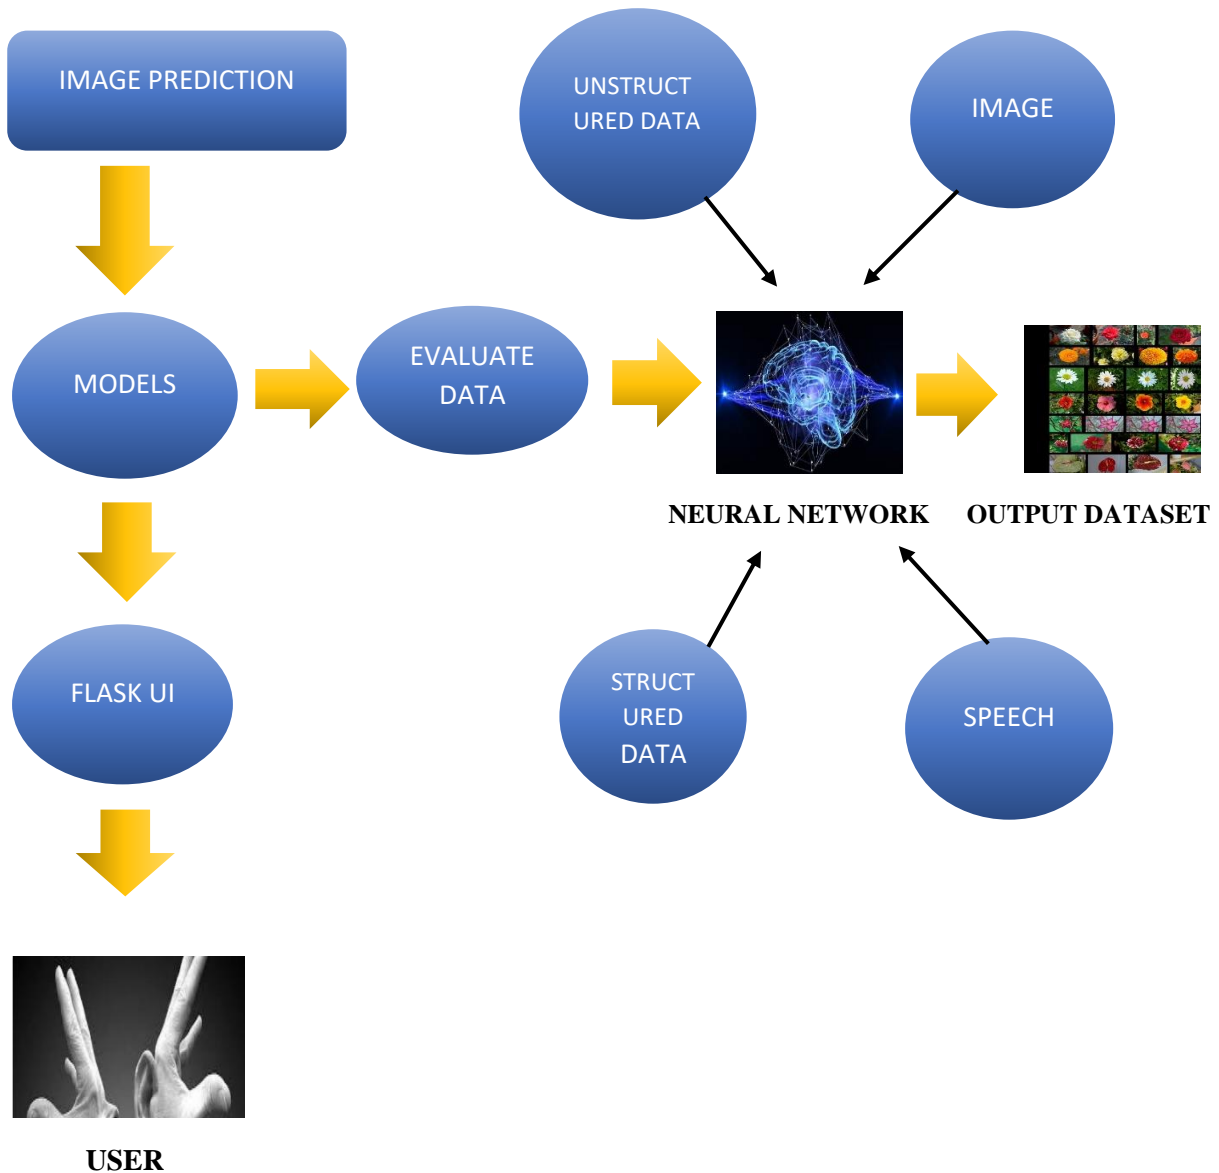 IMAGE PREDICTION
UNSTRUCT
URED DATA
IMAGE
MODELS
EVALUATE
DATA
NEURAL NETWORK
OUTPUT DATASET
FLASK UI
STRUCT
URED
DATA
SPEECH
USER